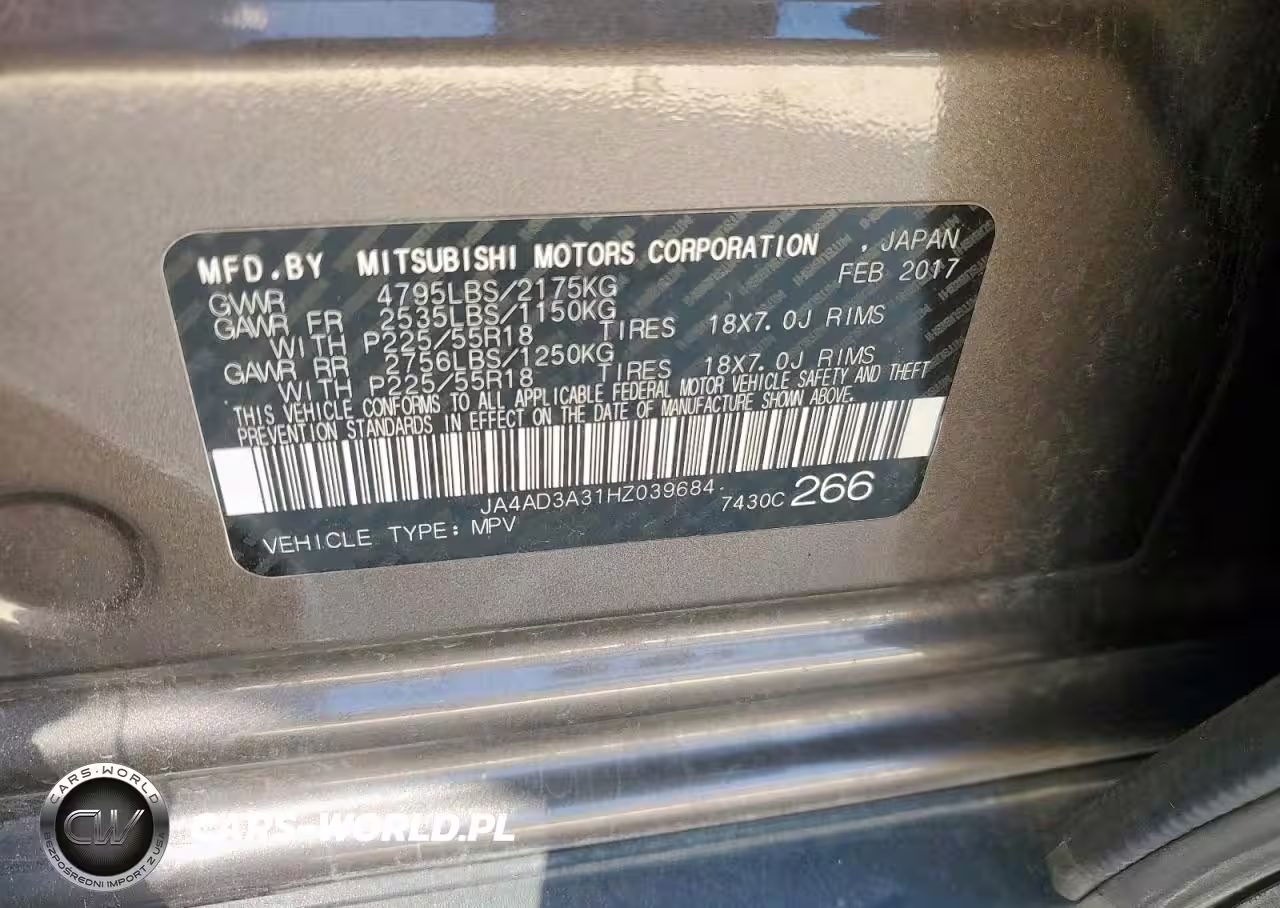 MFD.BY MITSUBISHI MOTORS CORPORATION . JAPAN
FEB 2017
GVWR 4795LBS/2175KG
GAWR FR 2535LBS/1150KG
WITH P225/55R18 TIRES 18X7.0J RIMS
GAWR RR 2756LBS/1250KG
WITH P225/55R18 TIRES 18X7.0J RIMS
THIS VEHICLE CONFORMS TO ALL APPLICABLE FEDERAL MOTOR VEHICLE SAFETY AND THEFT
PREVENTION STANDARDS IN EFFECT ON THE DATE OF MANUFACTURE SHOWN ABOVE.
JA4AD3A31HZ039684 7430C 266
VEHICLE TYPE: MPV
CARS-WORLD
CW
BEZPOŚREDNI IMPORT Z USA
CARS-WORLD.PL